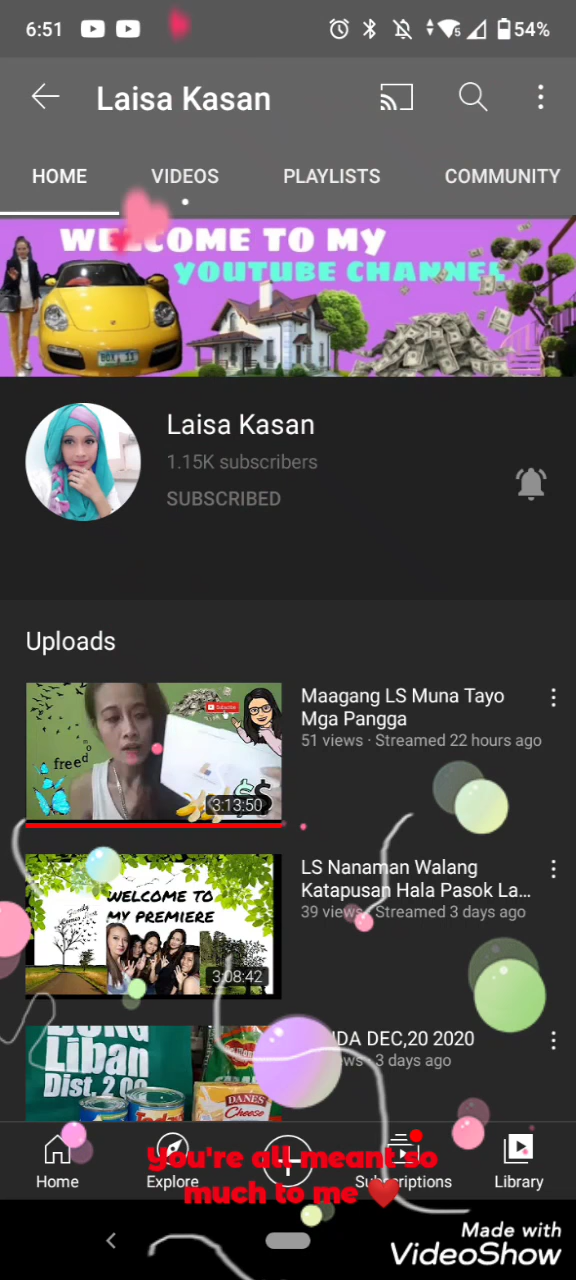 6:51
5
54%
Laisa Kasan
HOME VIDEOS PLAYLISTS COMMUNITY
WELCOME TO MY
YOUTUBE CHANNEL
Laisa Kasan
1.15K subscribers
SUBSCRIBED
Uploads
Subscribe
freedo
$$
3:13:50
Maagang LS Muna Tayo
Mga Pangga
51 views · Streamed 22 hours ago
WELCOME TO
MY PREMIERE
3:08:42
LS Nanaman Walang
Katapusan Hala Pasok La...
39 views · Streamed 3 days ago
Liban
Dist.
DANES
Cheese
DEC,20 2020
3 days ago
Home Explore Subscriptions Library
You're all meant so
much to me ❤️
Made with
VideoShow